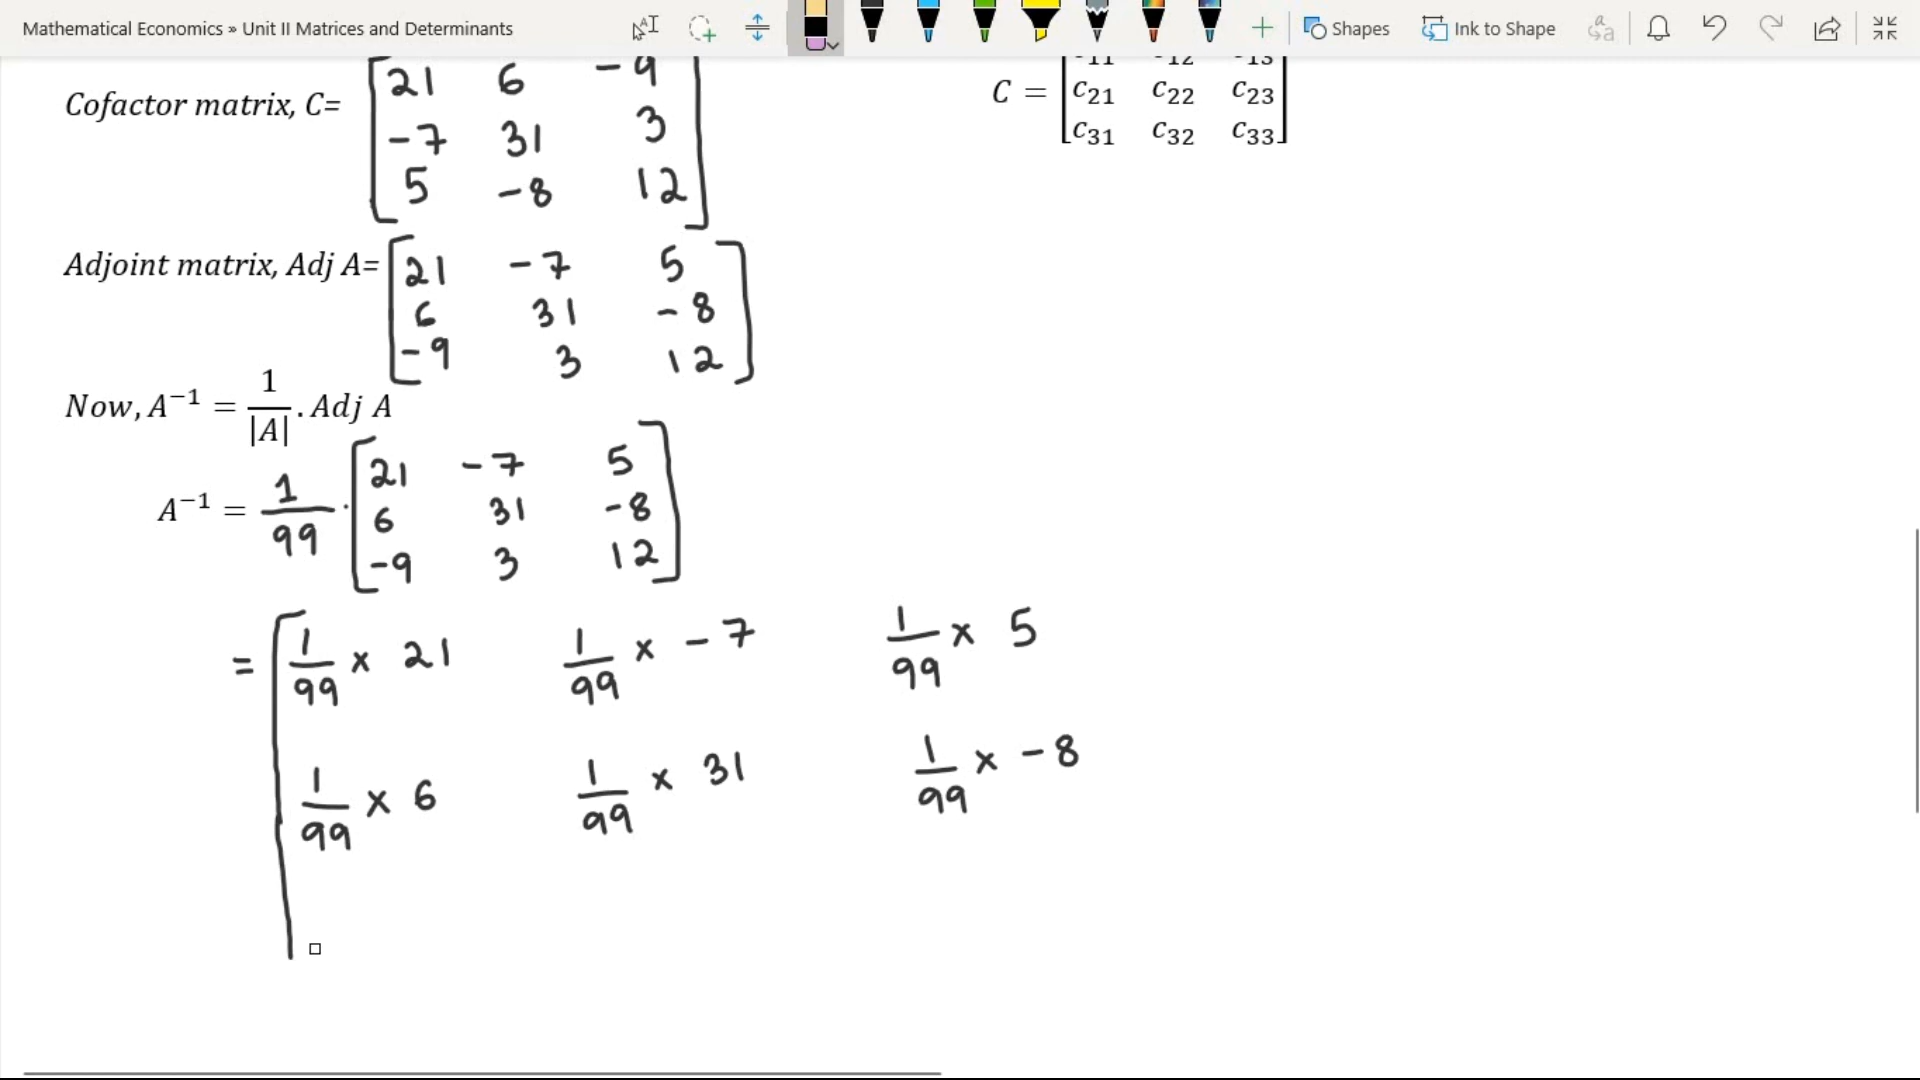 Mathematical Economics » Unit II Matrices and Determinants
Shapes
Ink to Shape
Cofactor matrix, C=
21 6 -9
-7 31 3
5 -8 12
C =
c11 c12 c13
c21 c22 c23
c31 c32 c33
Adjoint matrix, Adj A=
21 -7 5
6 31 -8
-9 3 12
Now, A⁻¹ = 1/|A| . Adj A
A⁻¹ = 1/99 ·
21 -7 5
6 31 -8
-9 3 12
= 1/99 x 21 1/99 x -7 1/99 x 5
1/99 x 6 1/99 x 31 1/99 x -8